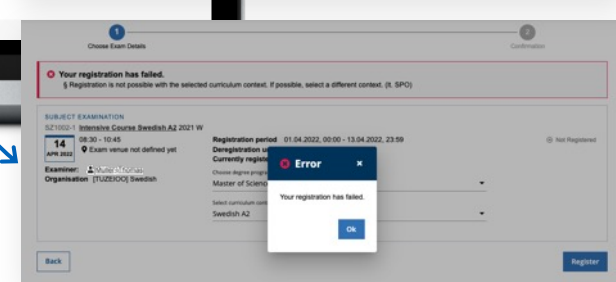 1
2
Choose Exam Details
Confirmation
Your registration has failed.
§ Registration is not possible with the selected curriculum context. If possible, select a different context. (lt. SPO)
SUBJECT EXAMINATION
SZ1002-1 Intensive Course Swedish A2 2021 W
14
APR 2022
08:30 - 10:45
Exam venue not defined yet
Examiner:
Organisation [TUZEIOO] Swedish
Registration period 01.04.2022, 00:00 - 13.04.2022, 23:59
Deregistration
Currently registe
Not Registered
Choose degree progra
Master of Scienc
Select curriculum cont
Swedish A2
Error
×
Your registration has failed.
Ok
Back
Register